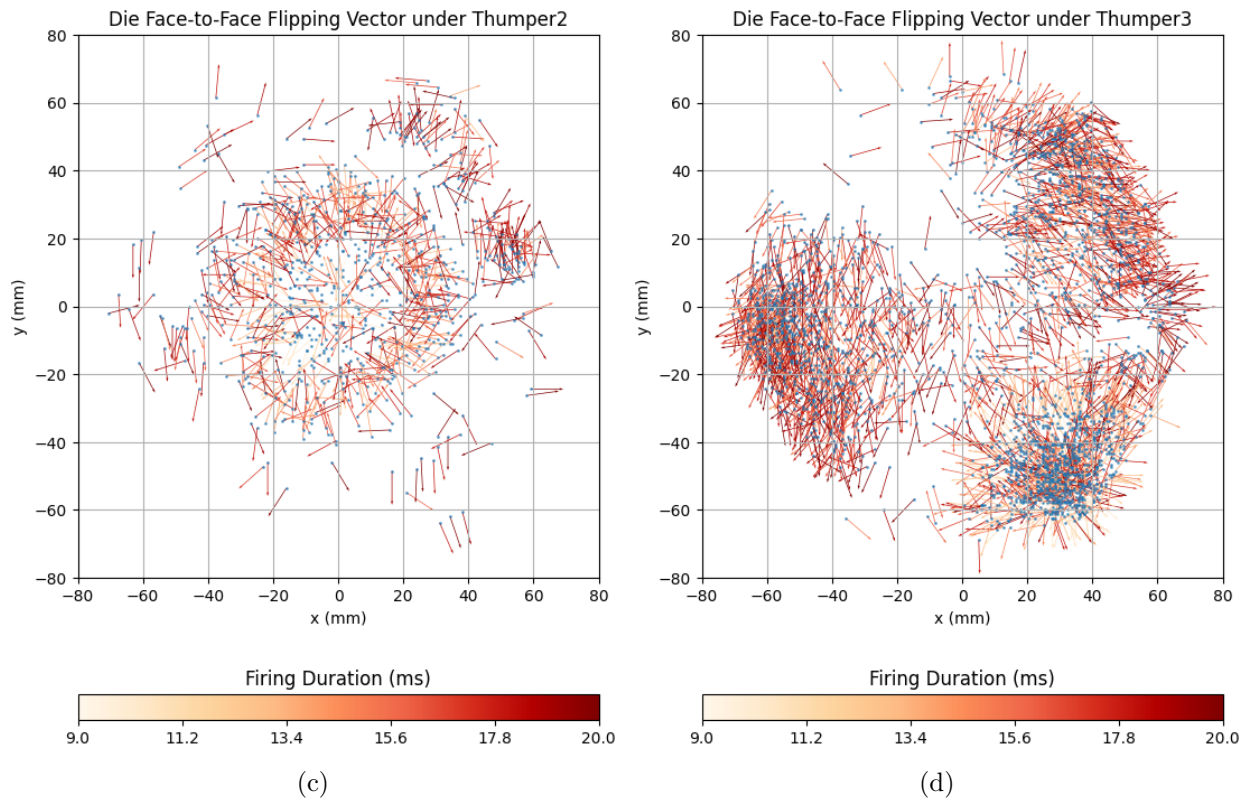 Die Face-to-Face Flipping Vector under Thumper2
80
60
40
20
0
−20
−40
−60
−80
y (mm)
−80 −60 −40 −20 0 20 40 60 80
x (mm)
Firing Duration (ms)
9.0 11.2 13.4 15.6 17.8 20.0
(c)
Die Face-to-Face Flipping Vector under Thumper3
80
60
40
20
0
−20
−40
−60
−80
y (mm)
−80 −60 −40 −20 0 20 40 60 80
x (mm)
Firing Duration (ms)
9.0 11.2 13.4 15.6 17.8 20.0
(d)